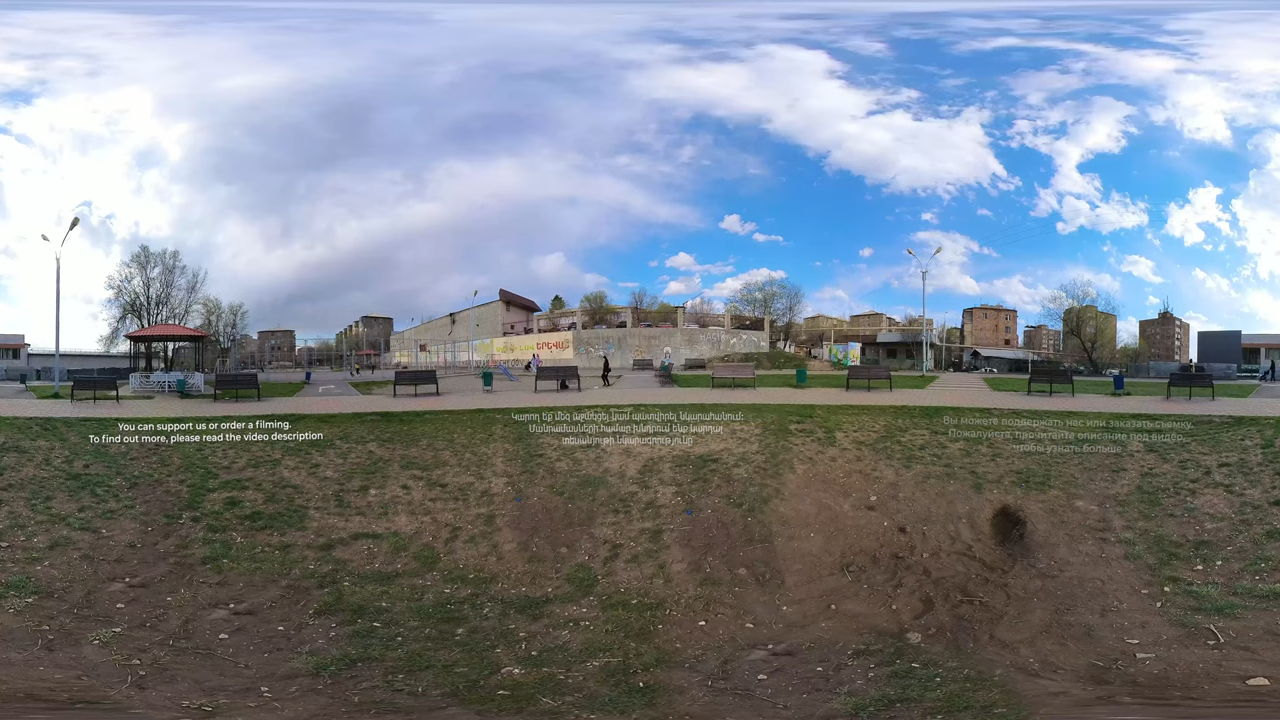 ԵՐԵՎԱՆ
You can support us or order a filming.
To find out more, please read the video description
Կարող եք մեզ աջակցել կամ պատվիրել նկարահանում:
Մանրամասների համար խնդրում ենք կարդալ
տեսանյութի նկարագրությունը
Вы можете поддержать нас или заказать съемку.
Пожалуйста, прочитайте описание под видео,
чтобы узнать больше